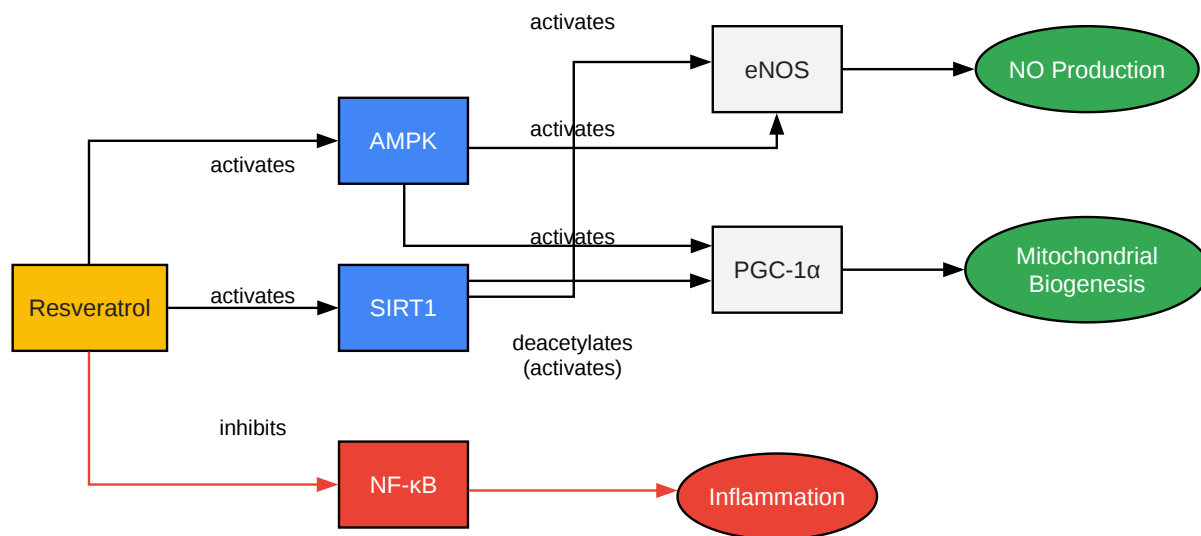 activates
eNOS
NO Production
AMPK
activates
activates
activates
PGC-1α
Mitochondrial
Biogenesis
Resveratrol
activates
SIRT1
deacetylates
(activates)
inhibits
NF-κB
Inflammation